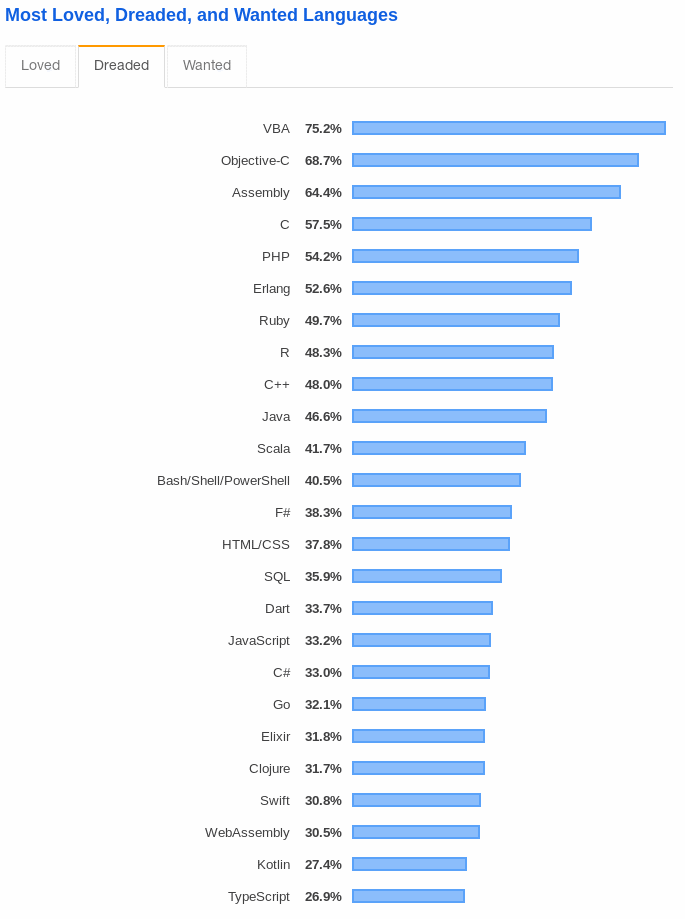 Most Loved, Dreaded, and Wanted Languages
Loved Dreaded Wanted
VBA 75.2%
Objective-C 68.7%
Assembly 64.4%
C 57.5%
PHP 54.2%
Erlang 52.6%
Ruby 49.7%
R 48.3%
C++ 48.0%
Java 46.6%
Scala 41.7%
Bash/Shell/PowerShell 40.5%
F# 38.3%
HTML/CSS 37.8%
SQL 35.9%
Dart 33.7%
JavaScript 33.2%
C# 33.0%
Go 32.1%
Elixir 31.8%
Clojure 31.7%
Swift 30.8%
WebAssembly 30.5%
Kotlin 27.4%
TypeScript 26.9%